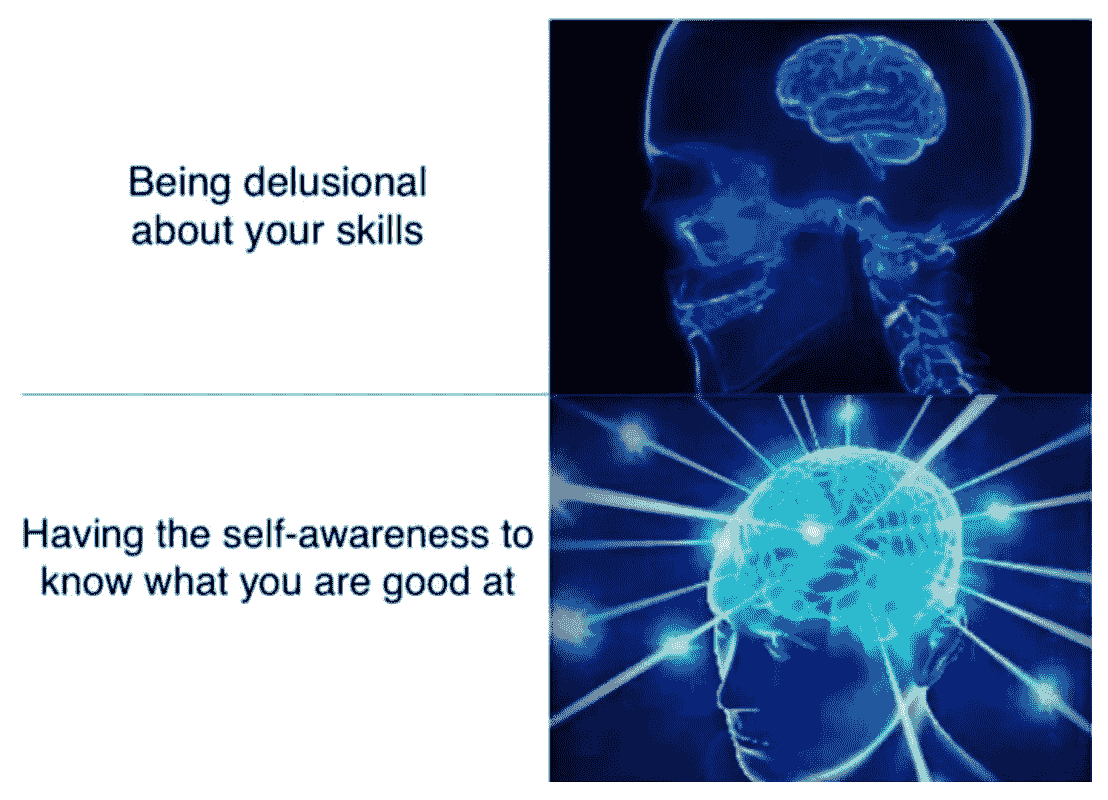 Being delusional
about your skills
Having the self-awareness to
know what you are good at